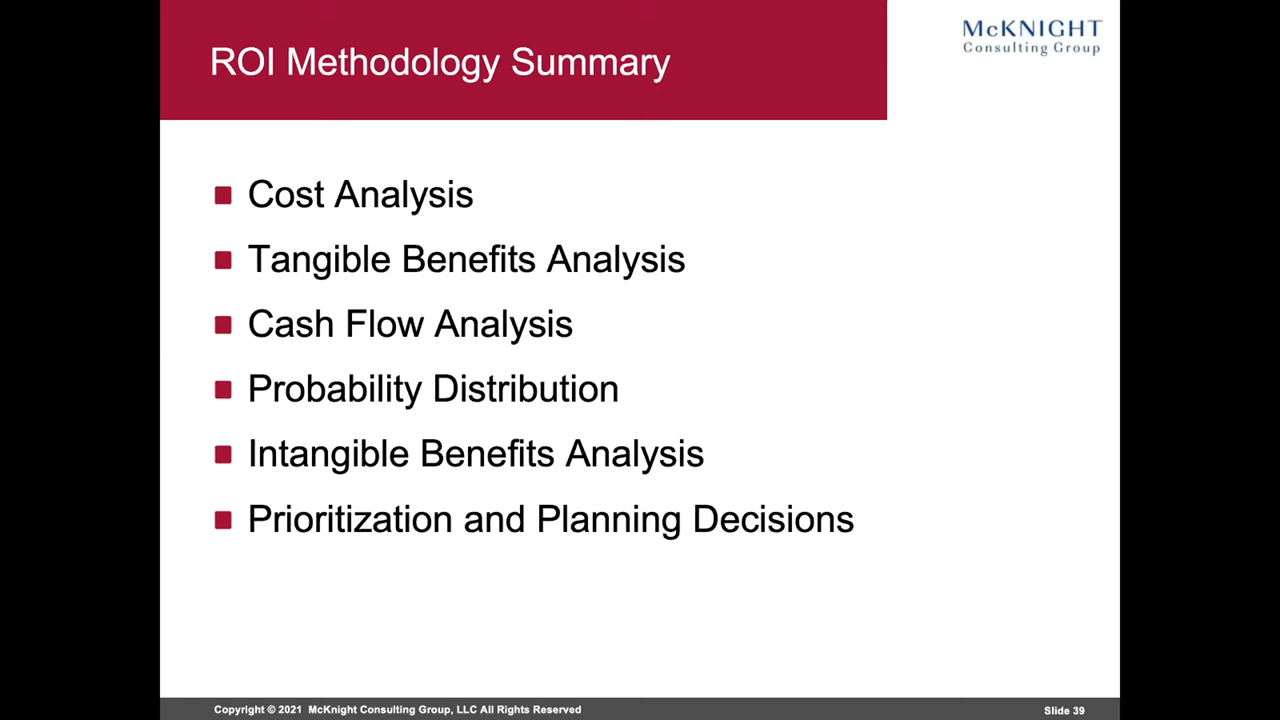 ROI Methodology Summary
McKNIGHT
Consulting Group
Cost Analysis
Tangible Benefits Analysis
Cash Flow Analysis
Probability Distribution
Intangible Benefits Analysis
Prioritization and Planning Decisions
Copyright © 2021 McKnight Consulting Group, LLC All Rights Reserved
Slide 39